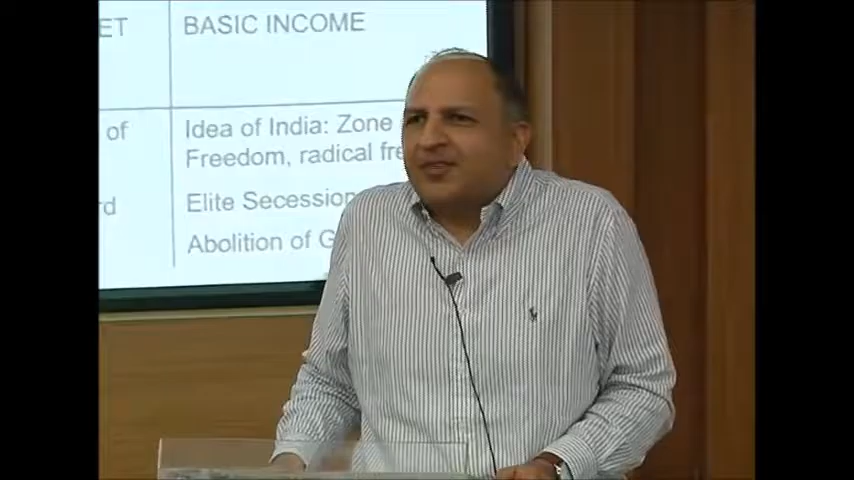 ET
BASIC INCOME
of
Idea of India: Zone
Freedom, radical fre
rd
Elite Secession
Abolition of G